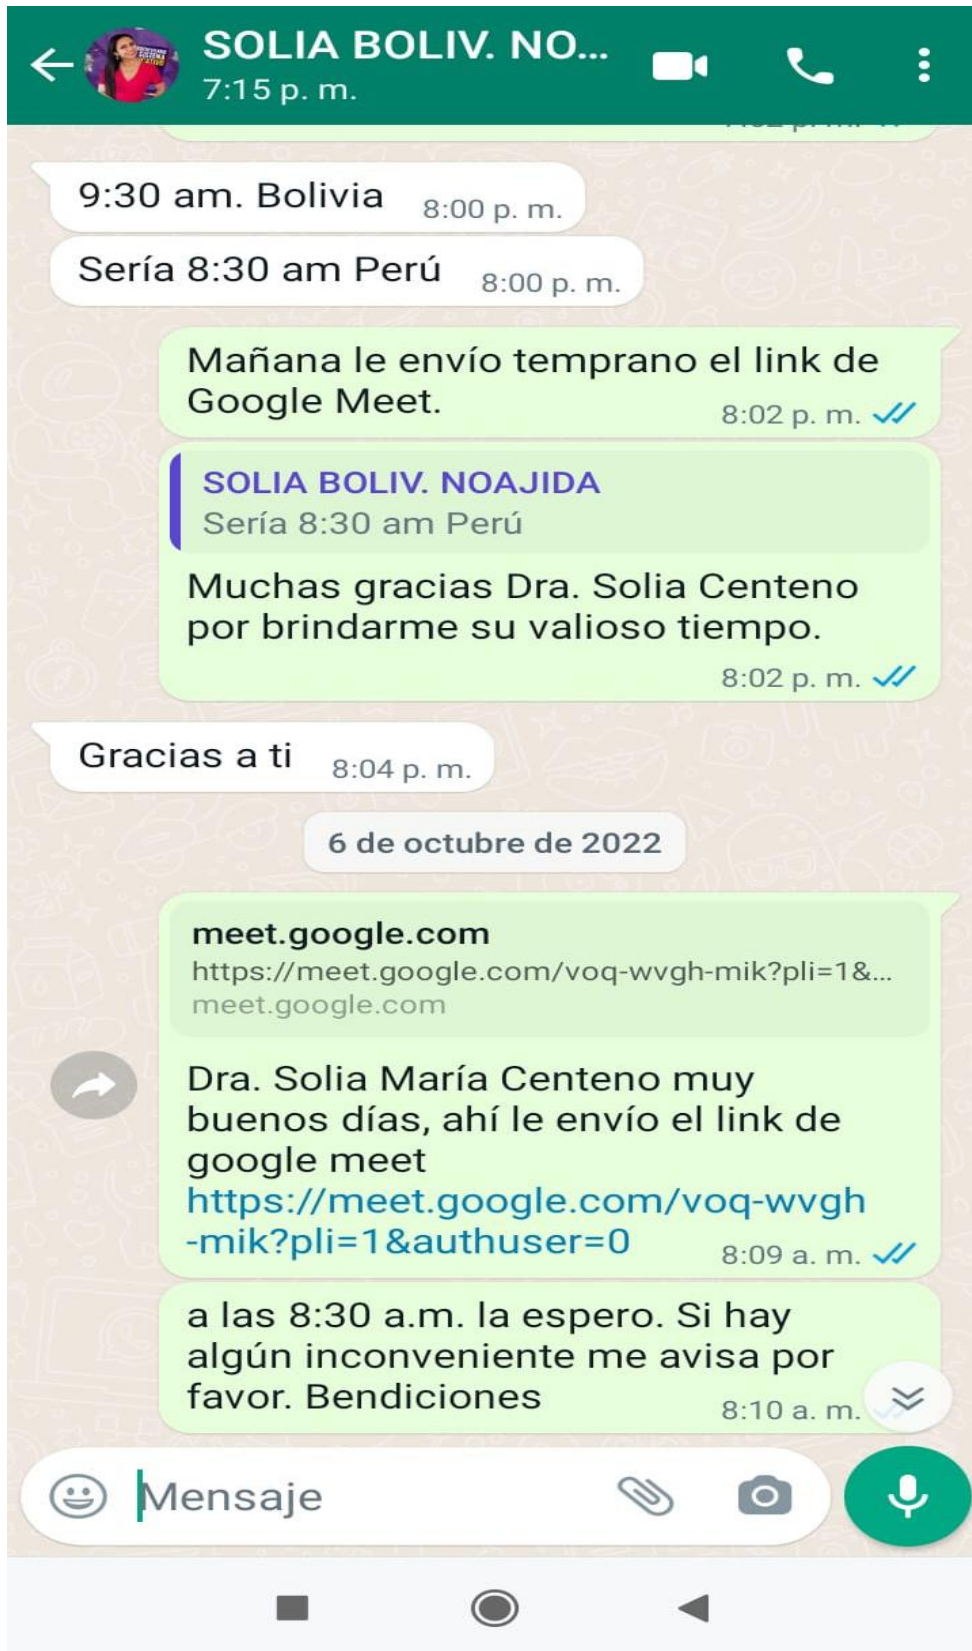 SOLIA BOLIV. NO...
7:15 p. m.
9:30 am. Bolivia 8:00 p. m.
Sería 8:30 am Perú 8:00 p. m.
Mañana le envío temprano el link de
Google Meet. 8:02 p. m.
SOLIA BOLIV. NOAJIDA
Sería 8:30 am Perú
Muchas gracias Dra. Solia Centeno
por brindarme su valioso tiempo.
8:02 p. m.
Gracias a ti 8:04 p. m.
6 de octubre de 2022
meet.google.com
https://meet.google.com/voq-wvgh-mik?pli=1&...
meet.google.com
Dra. Solia María Centeno muy
buenos días, ahí le envío el link de
google meet
https://meet.google.com/voq-wvgh
-mik?pli=1&authuser=0 8:09 a. m.
a las 8:30 a.m. la espero. Si hay
algún inconveniente me avisa por
favor. Bendiciones 8:10 a. m.
Mensaje